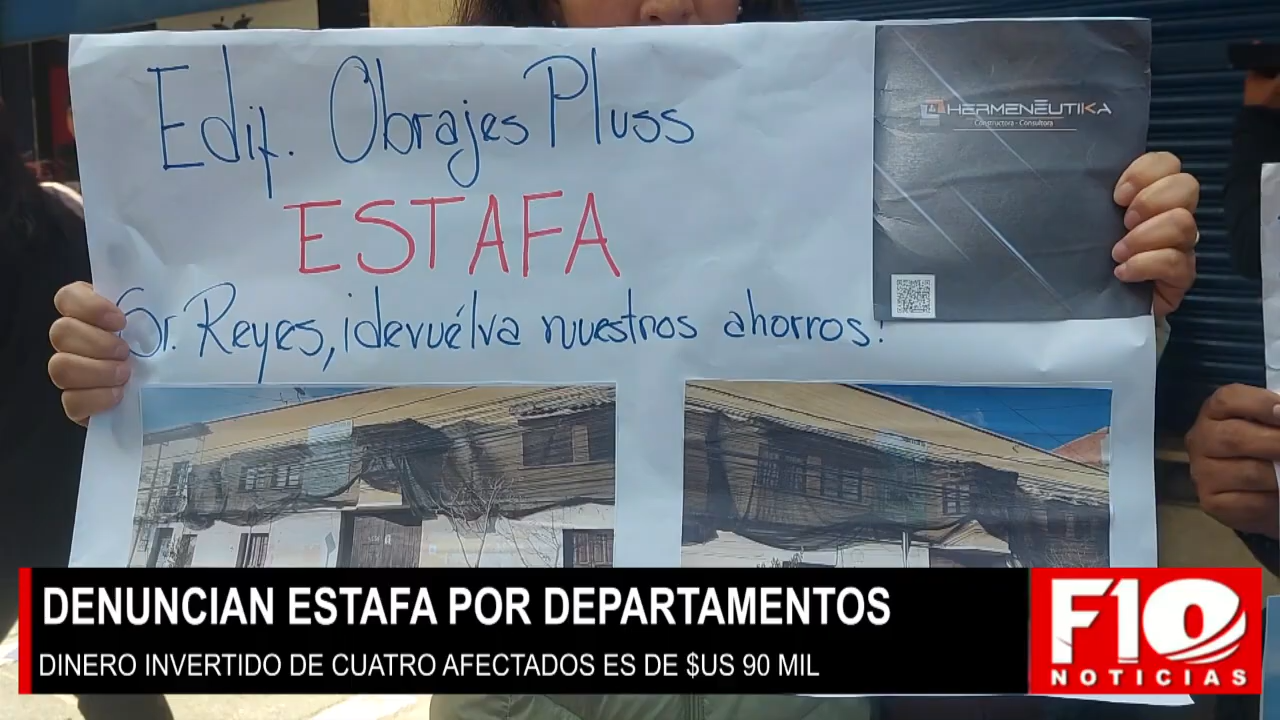 Edif. Obrajes Pluss
HERMENĒUTIKA
Constructora - Consultora
ESTAFA
Sr. Reyes, ¡devuélva nuestros ahorros!
DENUNCIAN ESTAFA POR DEPARTAMENTOS
DINERO INVERTIDO DE CUATRO AFECTADOS ES DE $US 90 MIL
F10
NOTICIAS